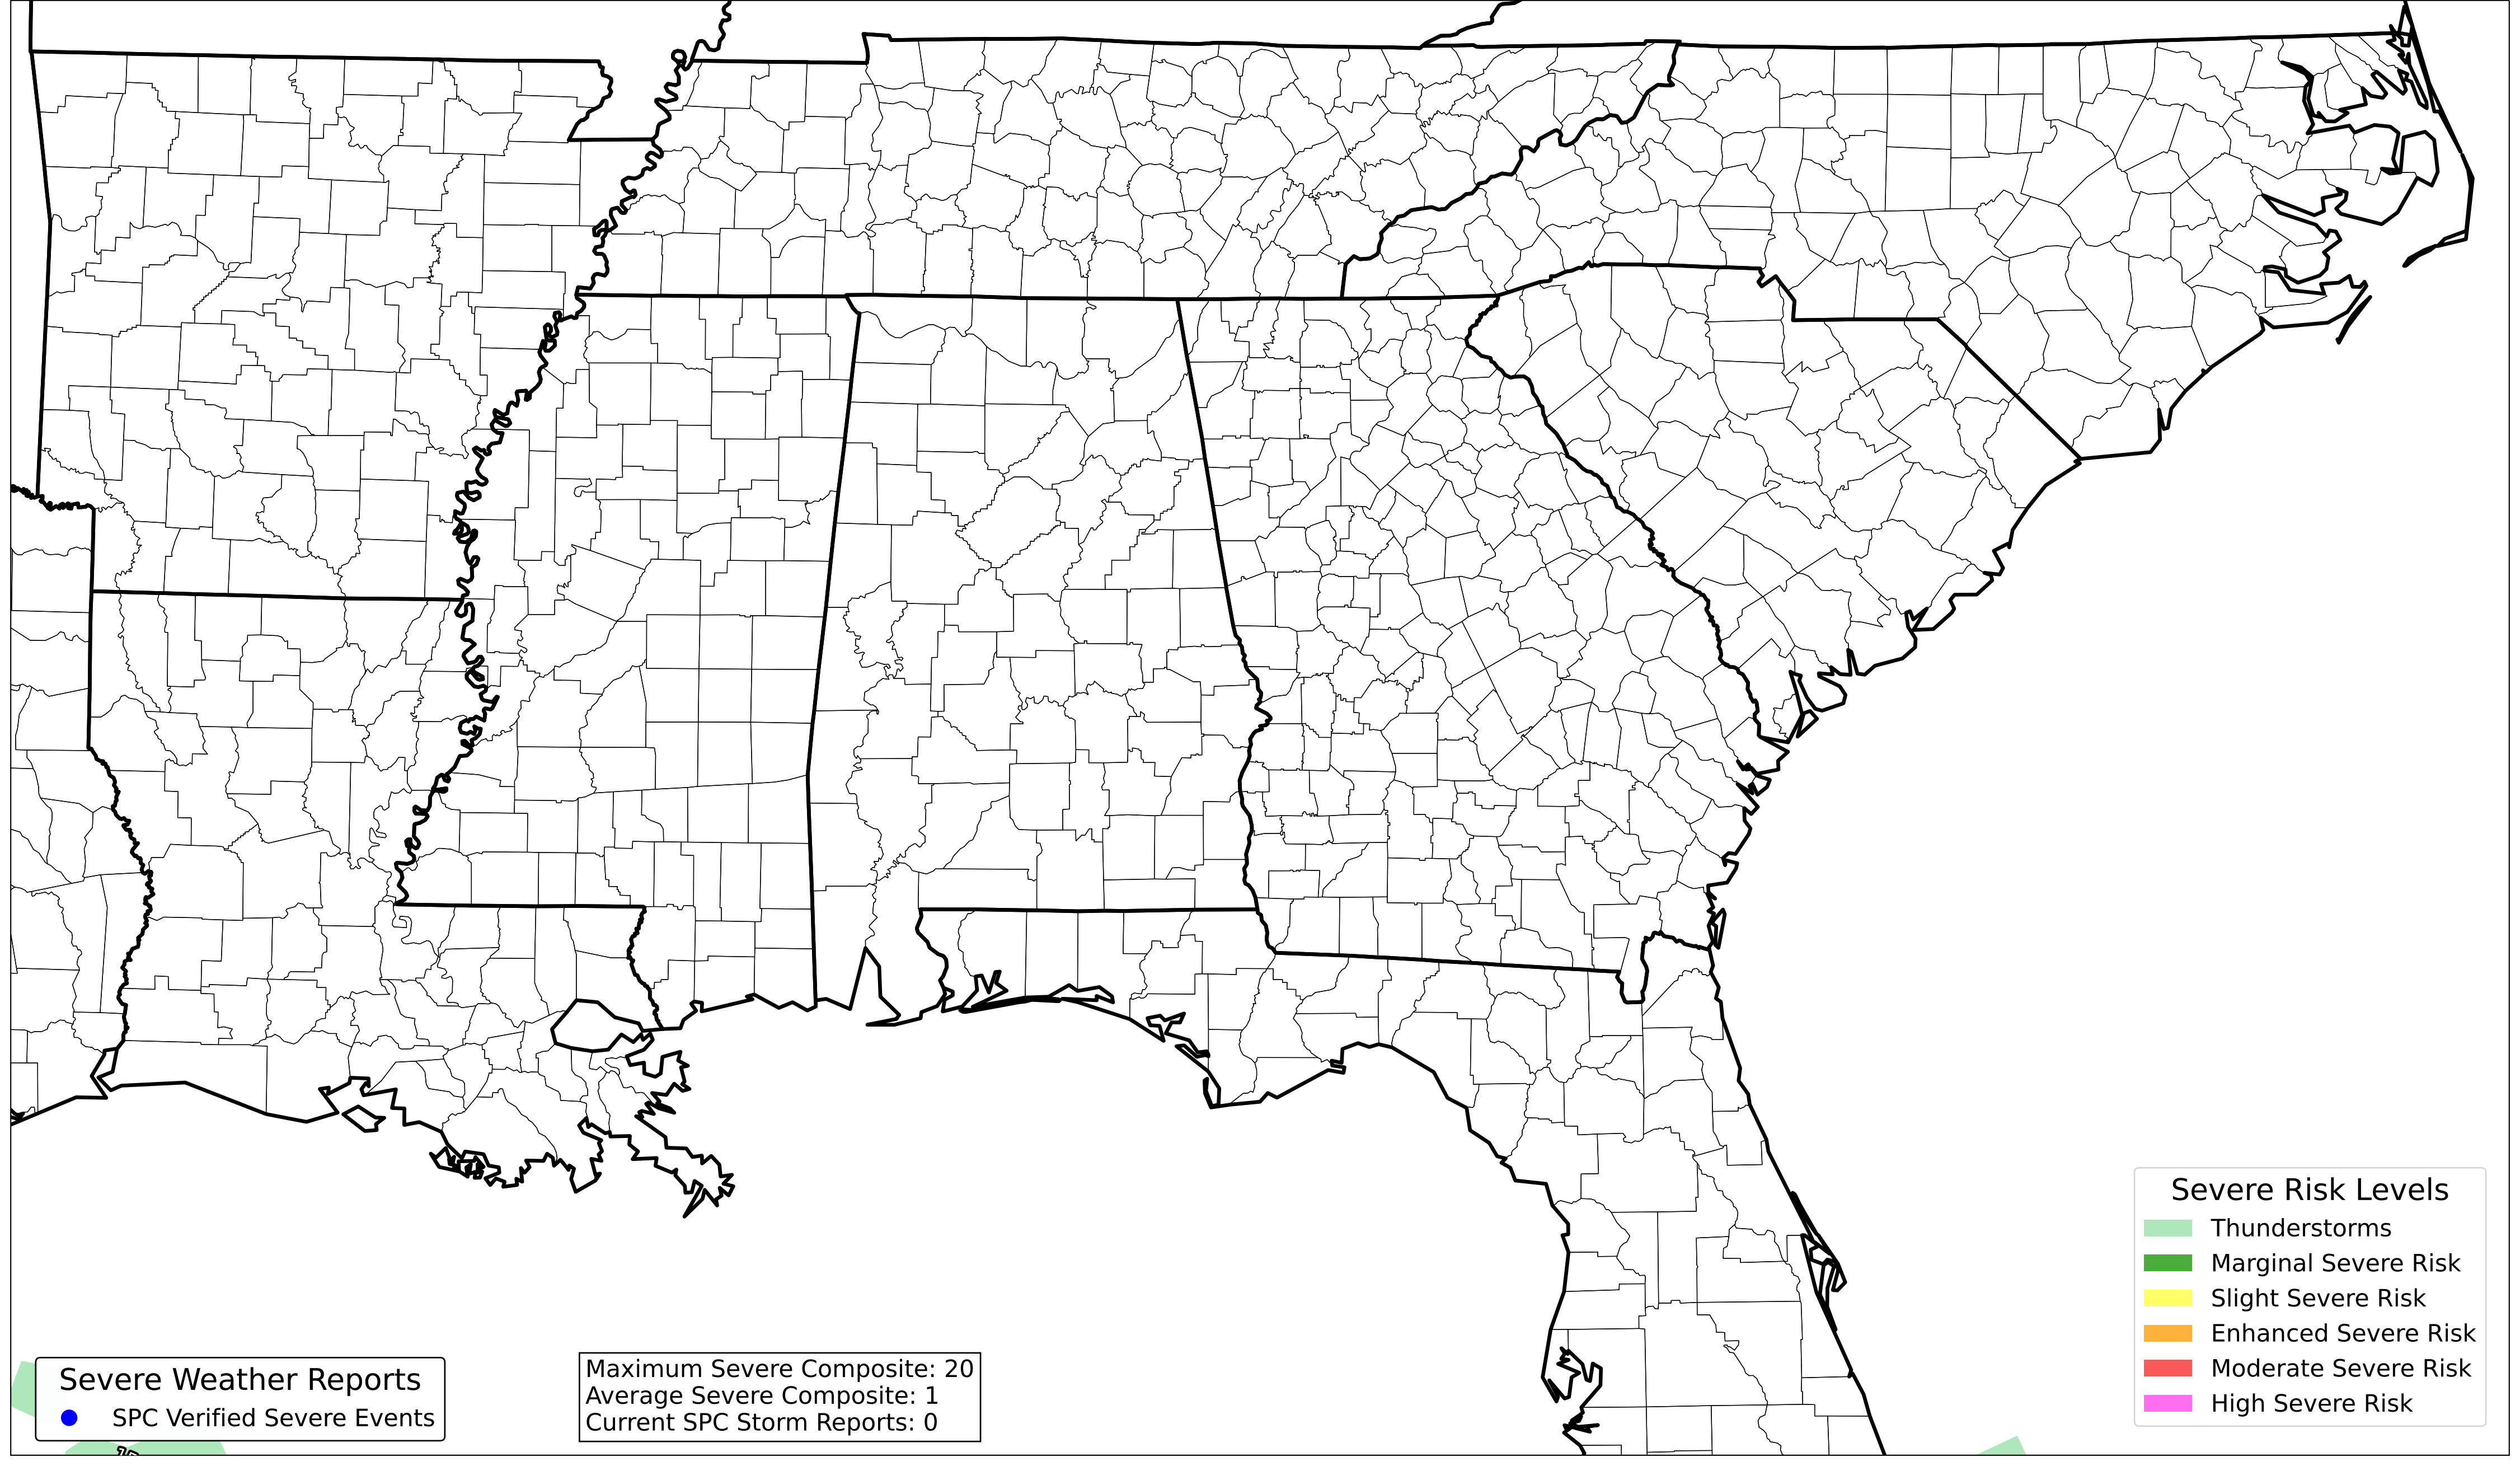 Severe Weather Reports
SPC Verified Severe Events
Maximum Severe Composite: 20
Average Severe Composite: 1
Current SPC Storm Reports: 0
Severe Risk Levels
Thunderstorms
Marginal Severe Risk
Slight Severe Risk
Enhanced Severe Risk
Moderate Severe Risk
High Severe Risk